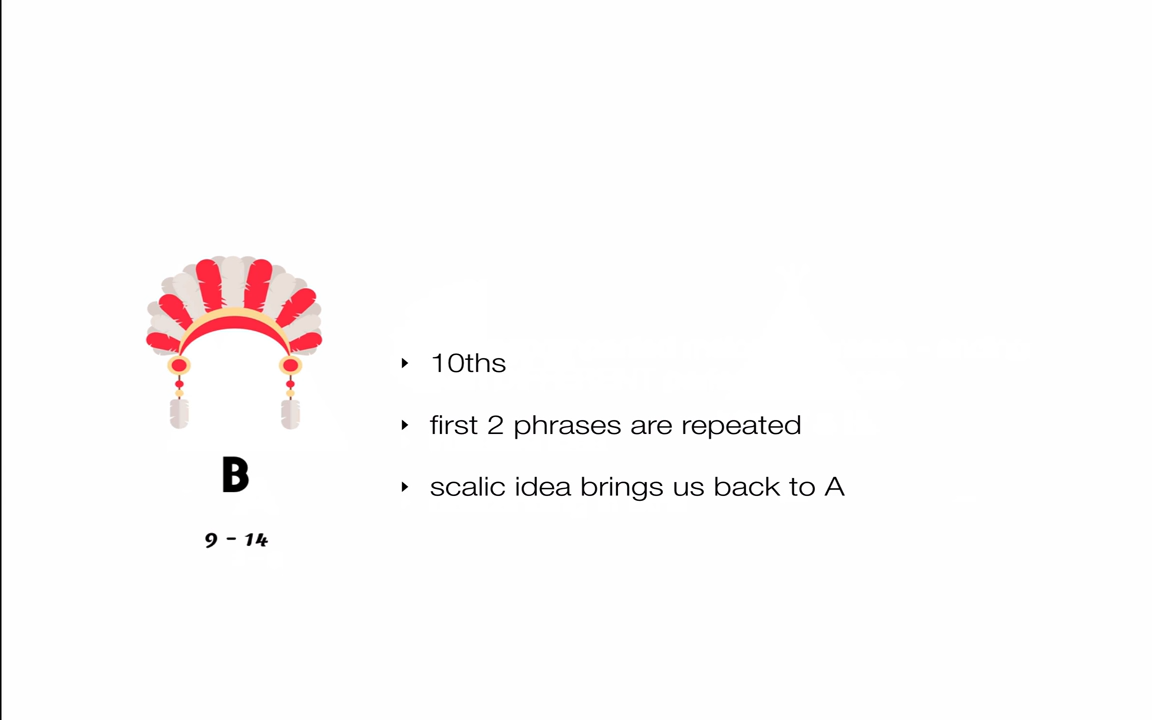 10ths
first 2 phrases are repeated
scalic idea brings us back to A
B
9 - 14